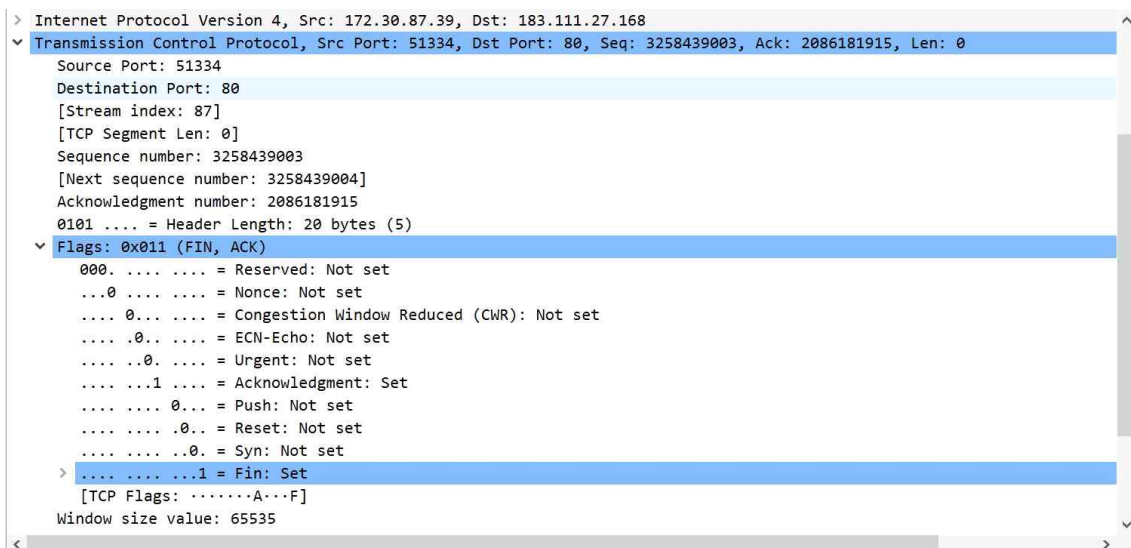 Internet Protocol Version 4, Src: 172.30.87.39, Dst: 183.111.27.168
Transmission Control Protocol, Src Port: 51334, Dst Port: 80, Seq: 3258439003, Ack: 2086181915, Len: 0
Source Port: 51334
Destination Port: 80
[Stream index: 87]
[TCP Segment Len: 0]
Sequence number: 3258439003
[Next sequence number: 3258439004]
Acknowledgment number: 2086181915
0101 .... = Header Length: 20 bytes (5)
Flags: 0x011 (FIN, ACK)
000. .... .... = Reserved: Not set
...0 .... .... = Nonce: Not set
.... 0... .... = Congestion Window Reduced (CWR): Not set
.... .0.. .... = ECN-Echo: Not set
.... ..0. .... = Urgent: Not set
.... ...1 .... = Acknowledgment: Set
.... .... 0... = Push: Not set
.... .... .0.. = Reset: Not set
.... .... ..0. = Syn: Not set
.... .... ...1 = Fin: Set
[TCP Flags: ·······A···F]
Window size value: 65535